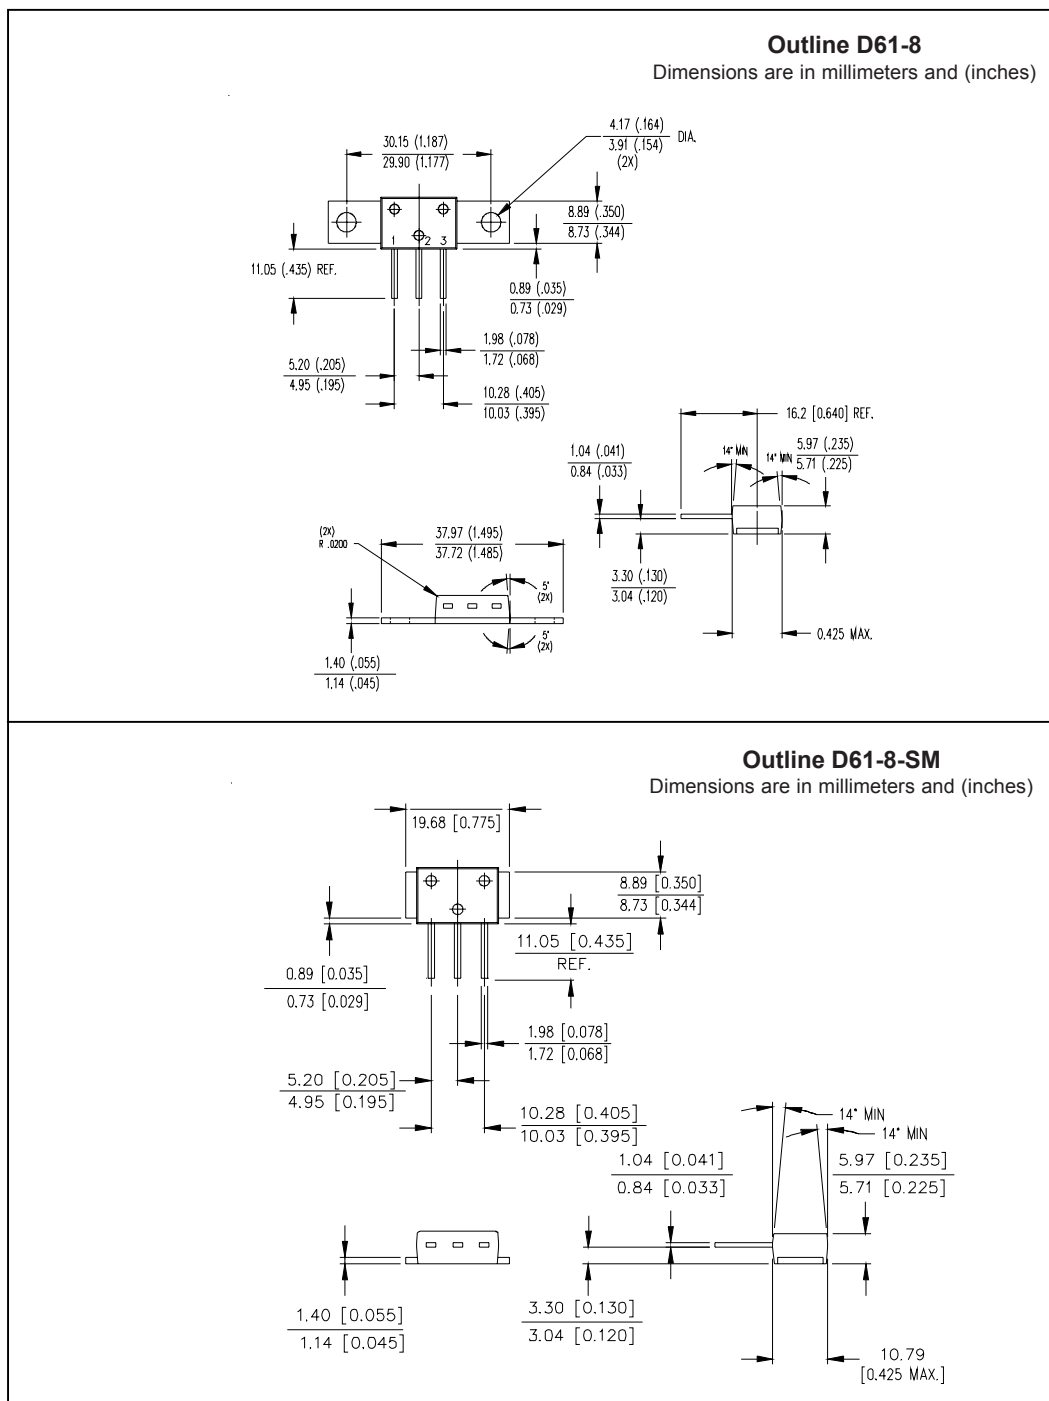 Outline D61-8
Dimensions are in millimeters and (inches)
30.15 (1.187)
29.90 (1.177)
4.17 (.164)
3.91 (.154)
DIA.
(2X)
8.89 (.350)
8.73 (.344)
1 2 3
11.05 (.435) REF.
0.89 (.035)
0.73 (.029)
1.98 (.078)
1.72 (.068)
5.20 (.205)
4.95 (.195)
10.28 (.405)
10.03 (.395)
16.2 [0.640] REF.
1.04 (.041)
0.84 (.033)
14° MIN
14° MIN
5.97 (.235)
5.71 (.225)
(2X)
R .0200
37.97 (1.495)
37.72 (1.485)
5°
(2X)
3.30 (.130)
3.04 (.120)
5°
(2X)
0.425 MAX.
1.40 (.055)
1.14 (.045)
Outline D61-8-SM
Dimensions are in millimeters and (inches)
19.68 [0.775]
8.89 [0.350]
8.73 [0.344]
11.05 [0.435]
REF.
0.89 [0.035]
0.73 [0.029]
1.98 [0.078]
1.72 [0.068]
5.20 [0.205]
4.95 [0.195]
10.28 [0.405]
10.03 [0.395]
14° MIN
14° MIN
1.04 [0.041]
0.84 [0.033]
5.97 [0.235]
5.71 [0.225]
1.40 [0.055]
1.14 [0.045]
3.30 [0.130]
3.04 [0.120]
10.79
[0.425 MAX.]